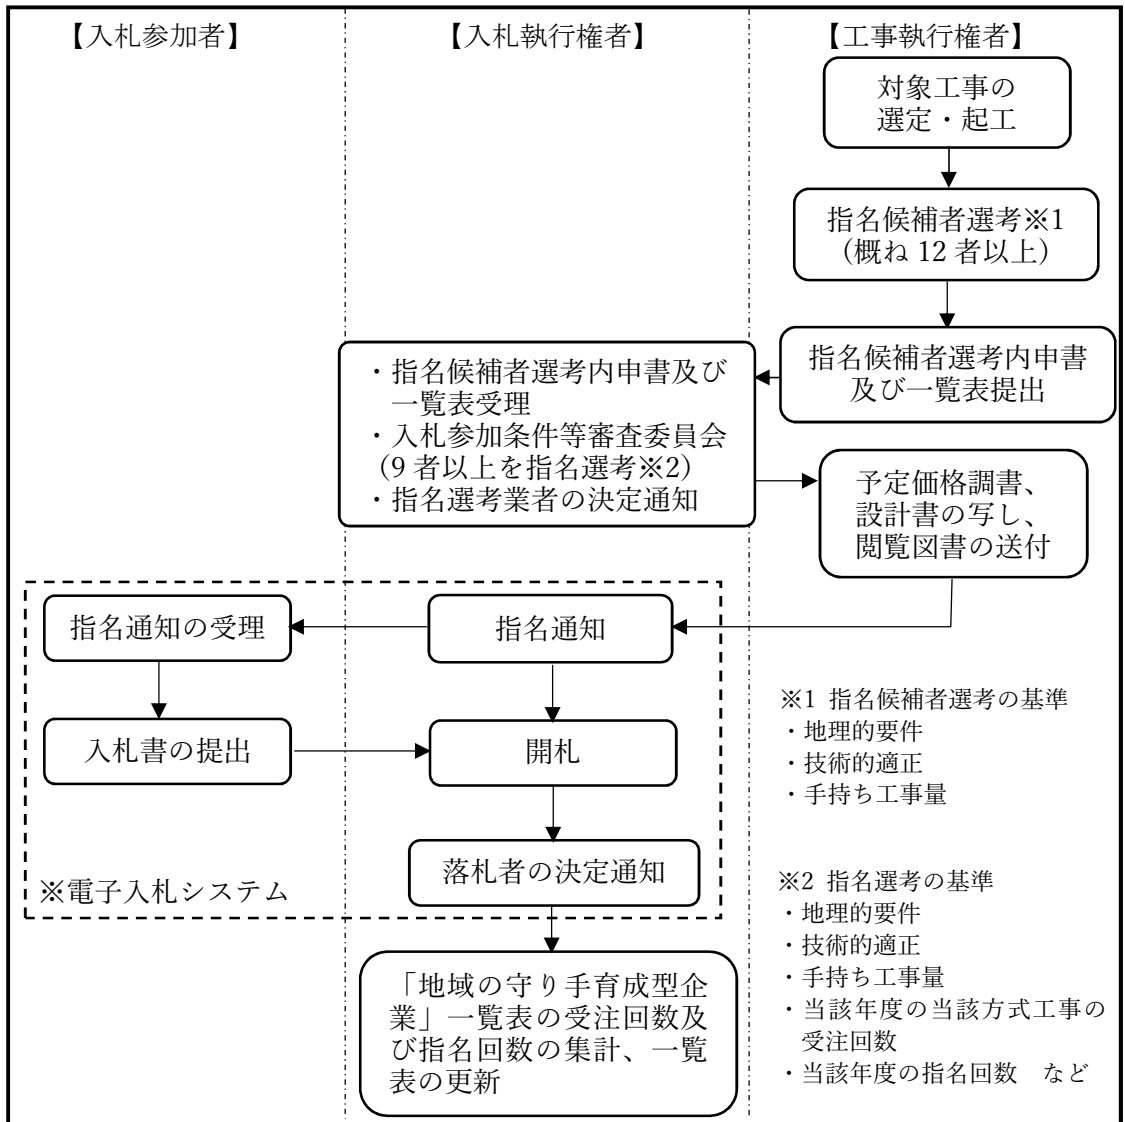 【入札参加者】
【入札執行権者】
【工事執行権者】
対象工事の
選定・起工
指名候補者選考※1
（概ね 12 者以上）
指名候補者選考内申書
及び一覧表提出
・指名候補者選考内申書及び
一覧表受理
・入札参加条件等審査委員会
（9 者以上を指名選考※2）
・指名選考業者の決定通知
予定価格調書、
設計書の写し、
閲覧図書の送付
指名通知の受理
指名通知
入札書の提出
開札
落札者の決定通知
※電子入札システム
「地域の守り手育成型企
業」一覧表の受注回数及
び指名回数の集計、一覧
表の更新
※1 指名候補者選考の基準
・地理的要件
・技術的適正
・手持ち工事量
※2 指名選考の基準
・地理的要件
・技術的適正
・手持ち工事量
・当該年度の当該方式工事の
受注回数
・当該年度の指名回数　など